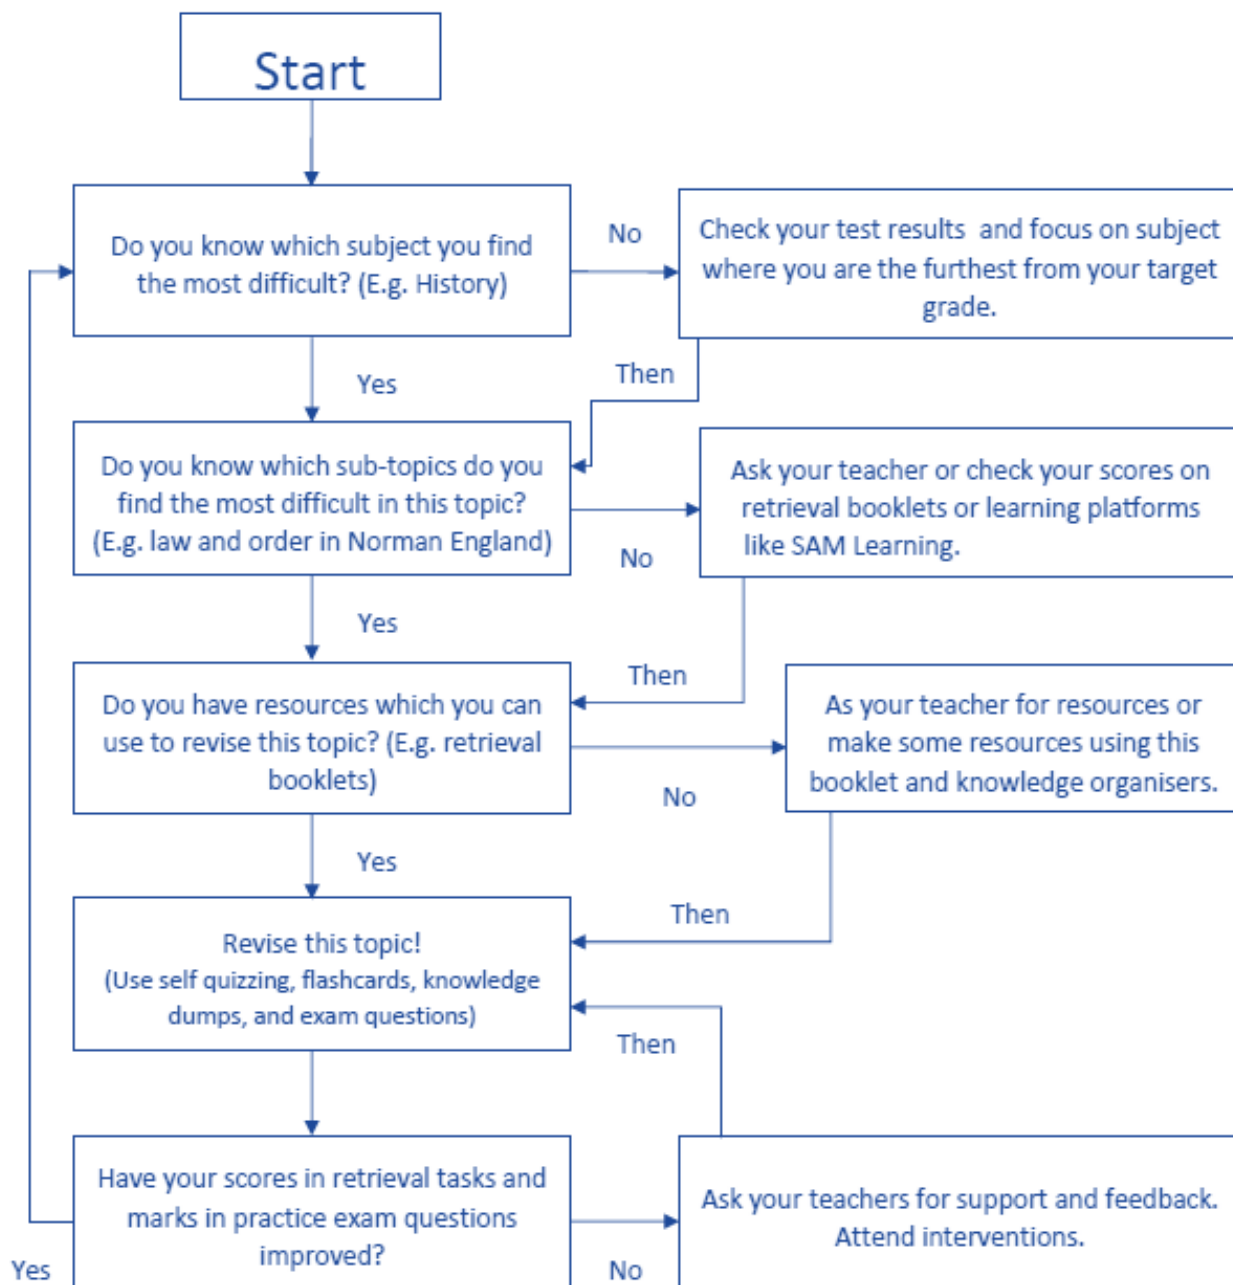 Start
Do you know which subject you find
the most difficult? (E.g. History)
No
Check your test results and focus on subject
where you are the furthest from your target
grade.
Yes
Then
Do you know which sub-topics do you
find the most difficult in this topic?
(E.g. law and order in Norman England)
No
Ask your teacher or check your scores on
retrieval booklets or learning platforms
like SAM Learning.
Yes
Then
Do you have resources which you can
use to revise this topic? (E.g. retrieval
booklets)
No
As your teacher for resources or
make some resources using this
booklet and knowledge organisers.
Yes
Then
Revise this topic!
(Use self quizzing, flashcards, knowledge
dumps, and exam questions)
Then
Have your scores in retrieval tasks and
marks in practice exam questions
improved?
Yes
No
Ask your teachers for support and feedback.
Attend interventions.